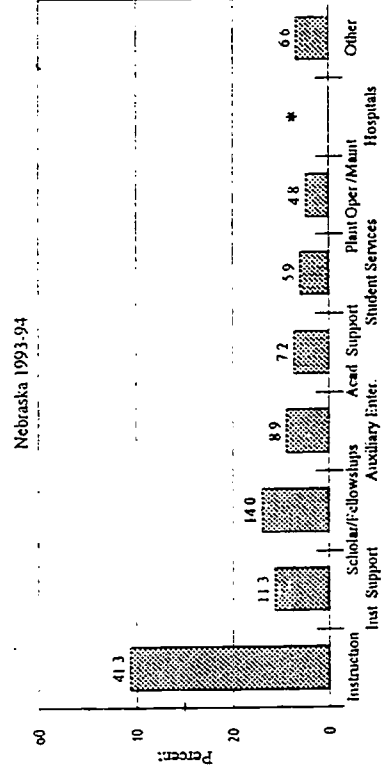 Nebraska 1993-94
60
40
20
0
Percent
41 3
11 3
14 0
8 9
7 2
5 9
4 8
*
6 6
Instruction
Inst Support
Scholar/Fellowships
Auxiliary Enter.
Acad Support
Student Services
Plant Oper/Maint
Hospitals
Other